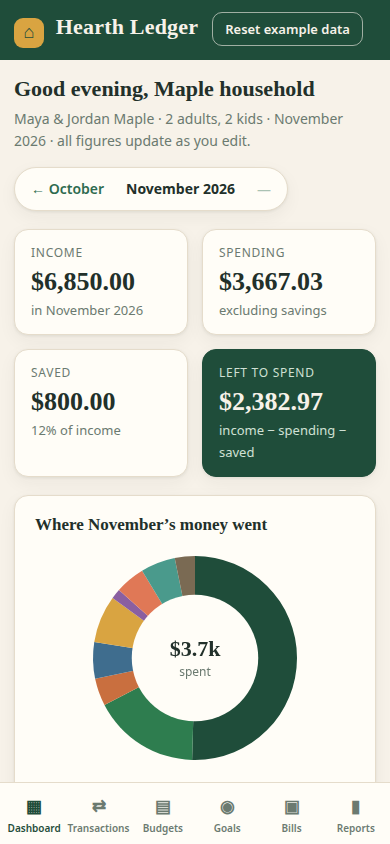 Hearth Ledger
Reset example data
Good evening, Maple household
Maya & Jordan Maple · 2 adults, 2 kids · November
2026 · all figures update as you edit.
← October
November 2026
—
INCOME
$6,850.00
in November 2026
SPENDING
$3,667.03
excluding savings
SAVED
$800.00
12% of income
LEFT TO SPEND
$2,382.97
income − spending −
saved
Where November’s money went
$3.7k
spent
Dashboard
Transactions
Budgets
Goals
Bills
Reports